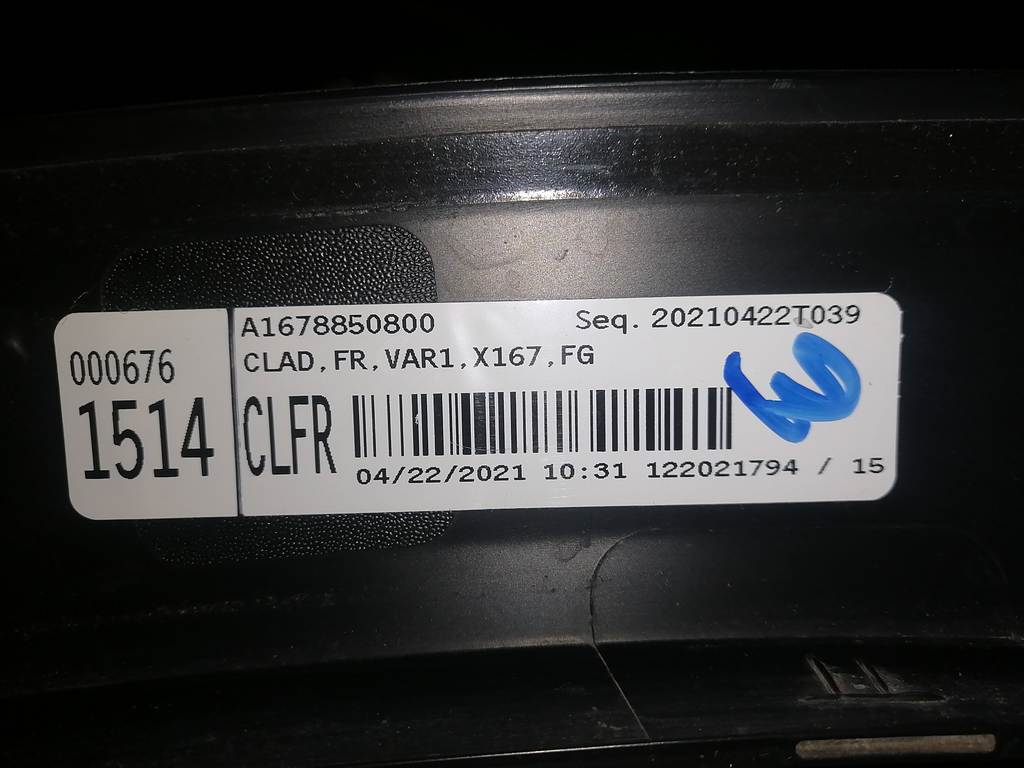 000676
1514
A1678850800 Seq. 20210422T039
CLAD,FR,VAR1,X167,FG
CLFR
04/22/2021 10:31 122021794 / 15